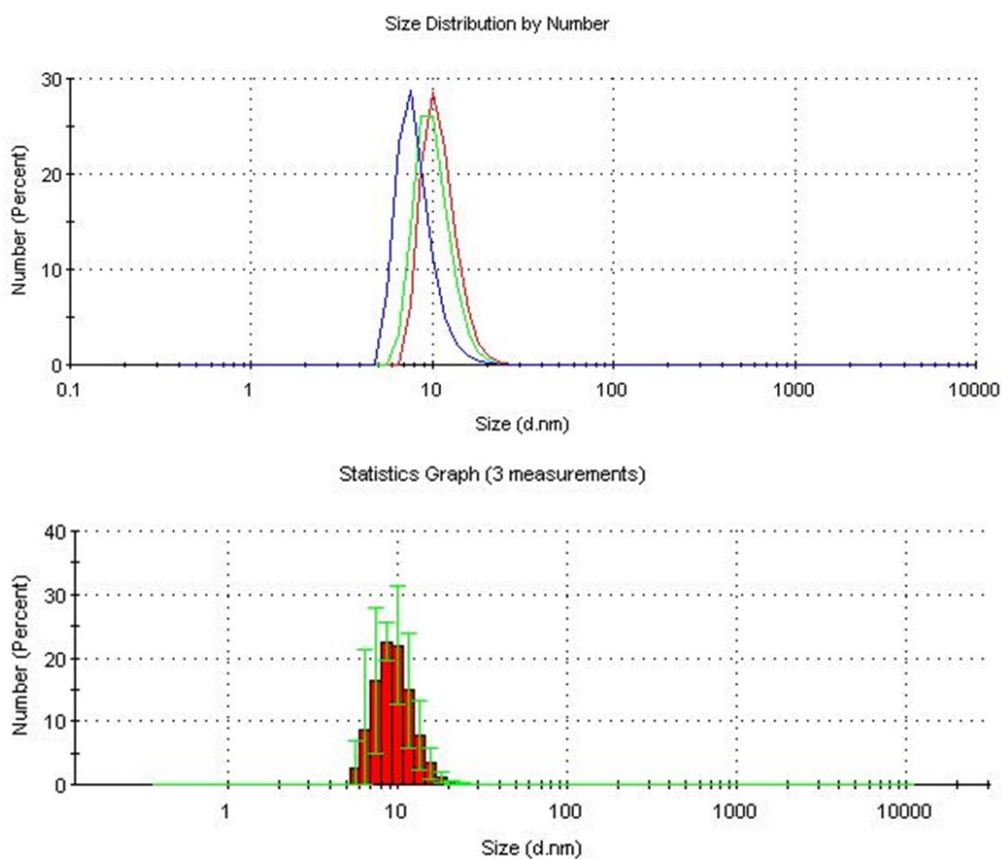 Size Distribution by Number
Number (Percent)
30
20
10
0
0.1 1 10 100 1000 10000
Size (d.nm)
Statistics Graph (3 measurements)
Number (Percent)
40
30
20
10
0
1 10 100 1000 10000
Size (d.nm)